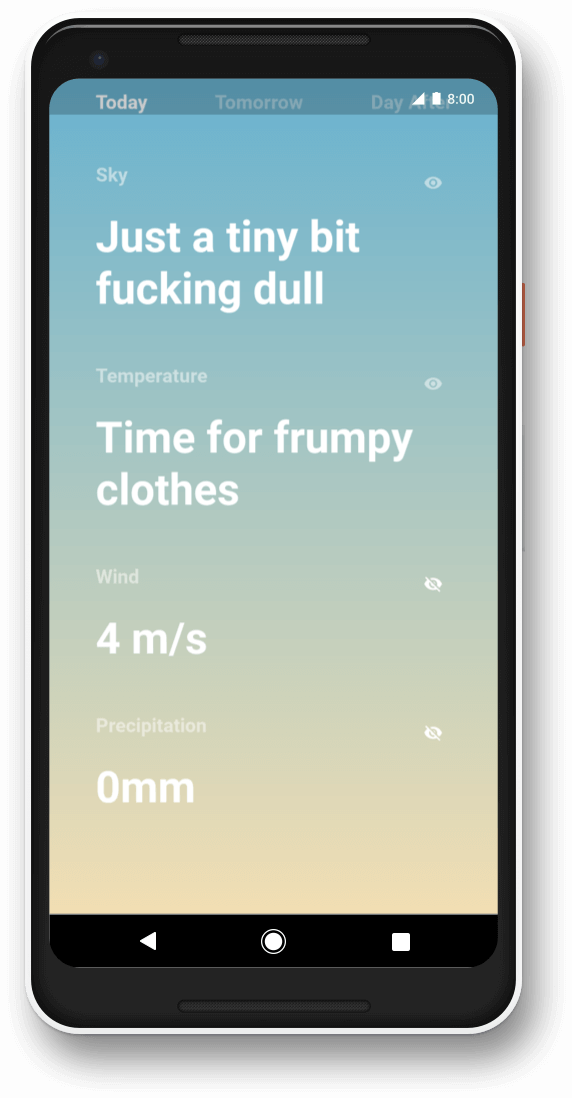 Today Tomorrow Day After 8:00
Sky
Just a tiny bit
fucking dull
Temperature
Time for frumpy
clothes
Wind
4 m/s
Precipitation
0mm